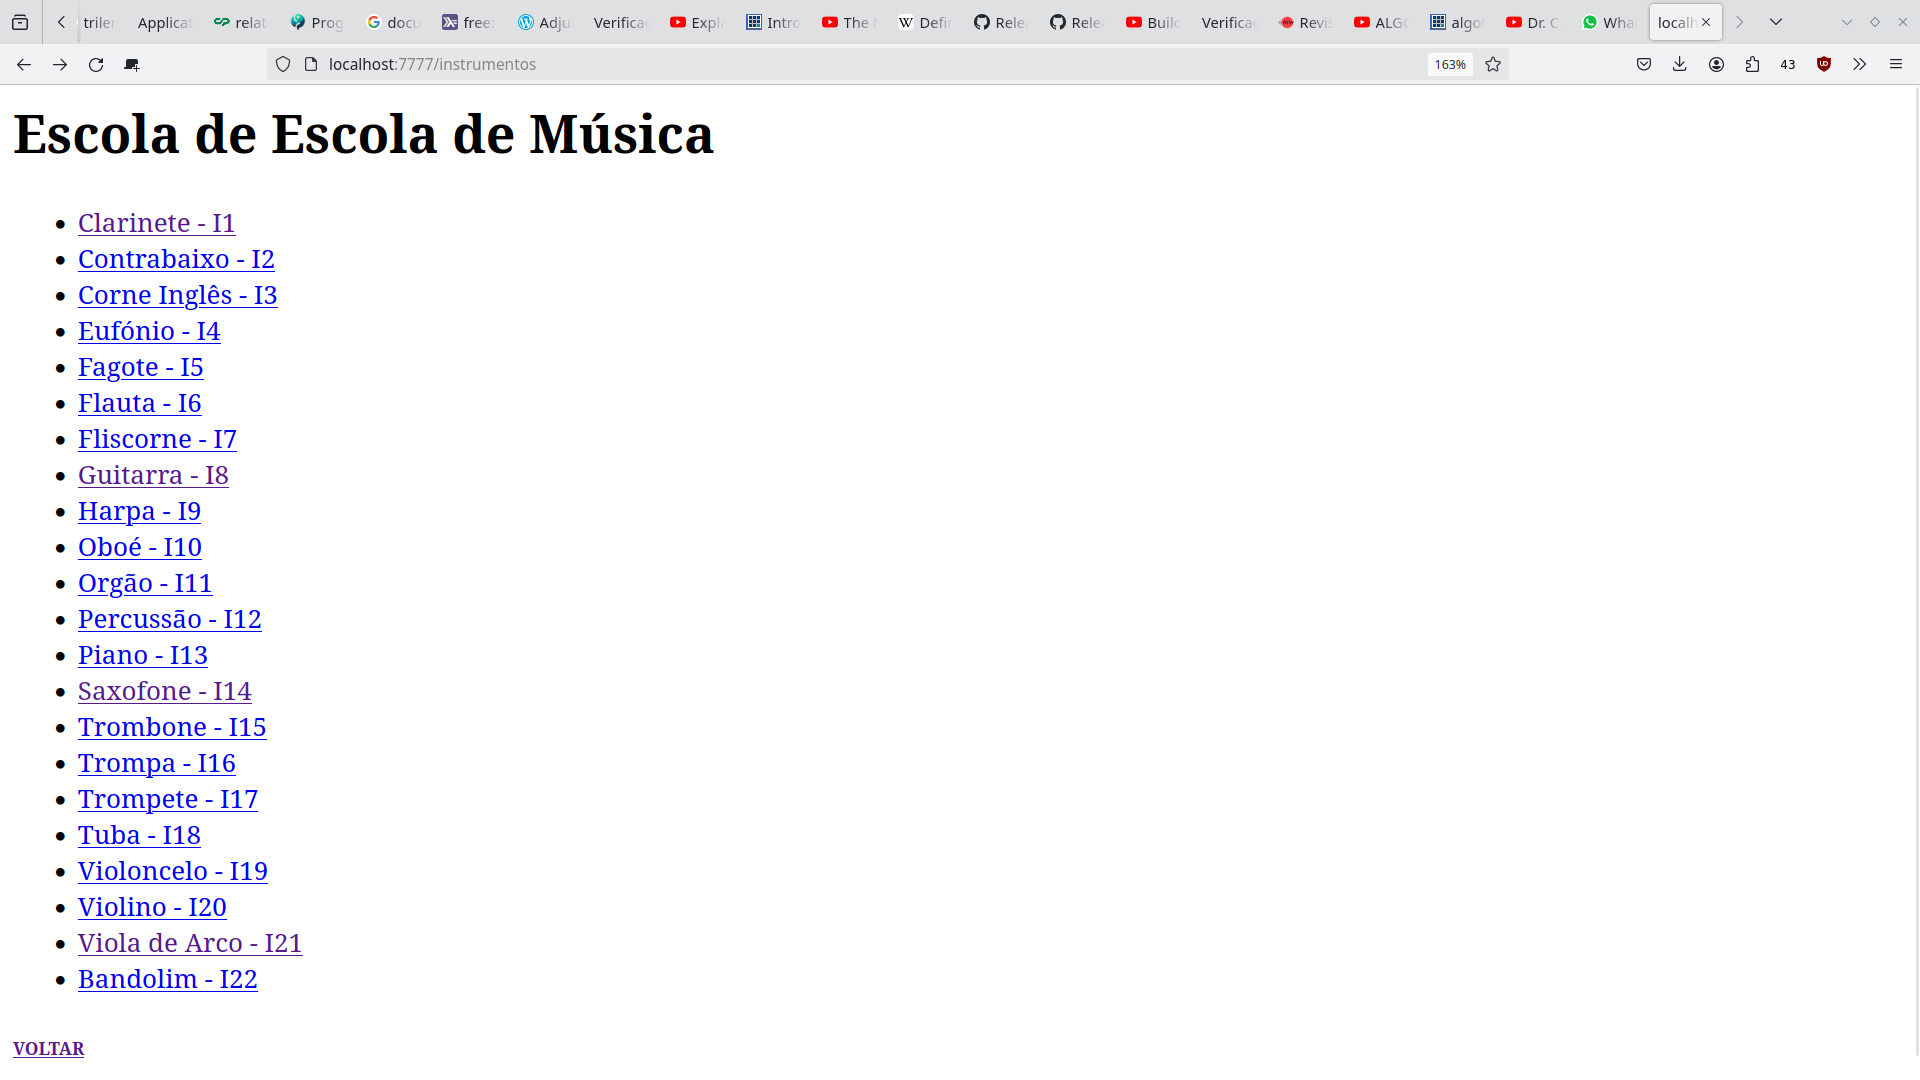 triler Applicat relat Prog docu free Adju Verifica Expl Intro The Defin Relea Rele Build Verifica Revis ALGO algo Dr. C Wha localh
localhost:7777/instrumentos 163% 43
Escola de Escola de Música
Clarinete - I1
Contrabaixo - I2
Corne Inglês - I3
Eufónio - I4
Fagote - I5
Flauta - I6
Fliscorne - I7
Guitarra - I8
Harpa - I9
Oboé - I10
Orgão - I11
Percussão - I12
Piano - I13
Saxofone - I14
Trombone - I15
Trompa - I16
Trompete - I17
Tuba - I18
Violoncelo - I19
Violino - I20
Viola de Arco - I21
Bandolim - I22
VOLTAR